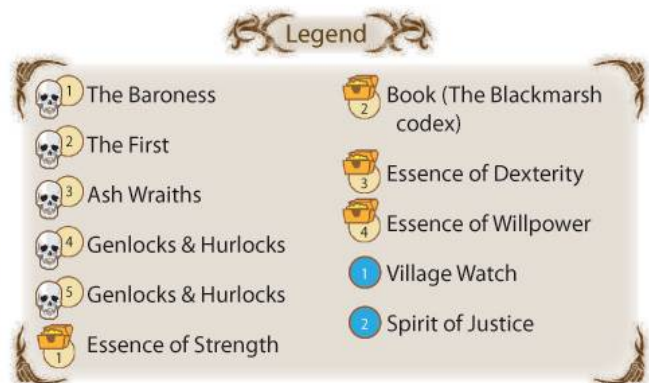 Legend
1 The Baroness
2 The First
3 Ash Wraiths
4 Genlocks & Hurlocks
5 Genlocks & Hurlocks
1 Essence of Strength
2 Book (The Blackmarsh
codex)
3 Essence of Dexterity
4 Essence of Willpower
1 Village Watch
2 Spirit of Justice